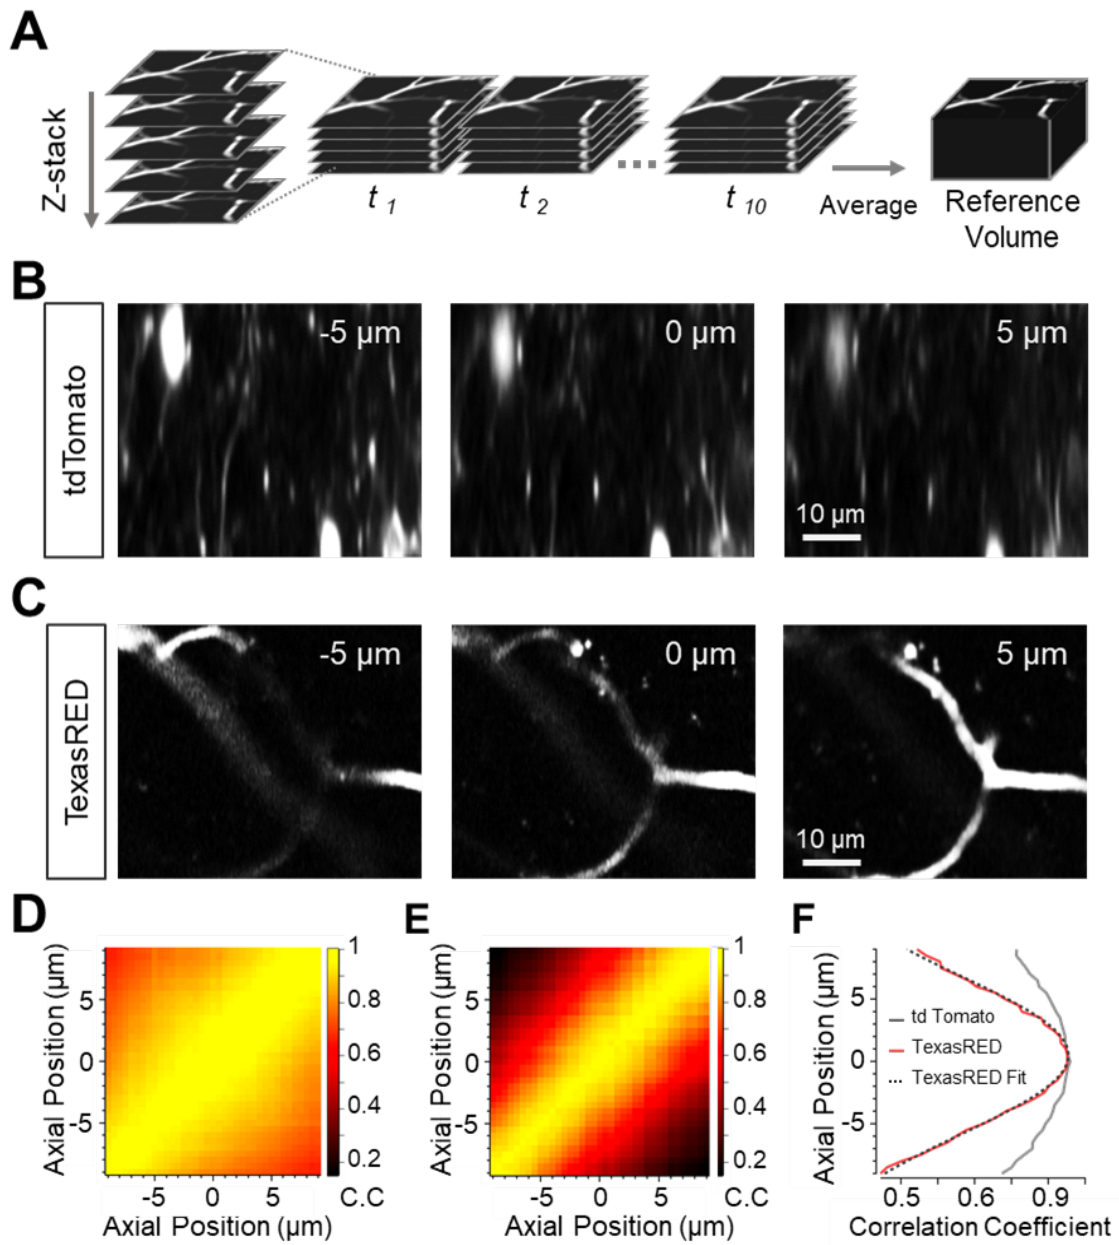 A
Z-stack
t1
t2
t10
Average
Reference
Volume
B
tdTomato
-5 µm
0 µm
5 µm
10 µm
C
TexasRED
-5 µm
0 µm
5 µm
10 µm
D
Axial Position (µm)
5
0
-5
-5 0 5
Axial Position (µm)
1
0.8
0.6
0.4
0.2
C.C
E
Axial Position (µm)
5
0
-5
-5 0 5
Axial Position (µm)
1
0.8
0.6
0.4
0.2
C.C
F
Axial Position (µm)
5
0
-5
td Tomato
TexasRED
TexasRED Fit
0.5 0.6 0.9
Correlation Coefficient